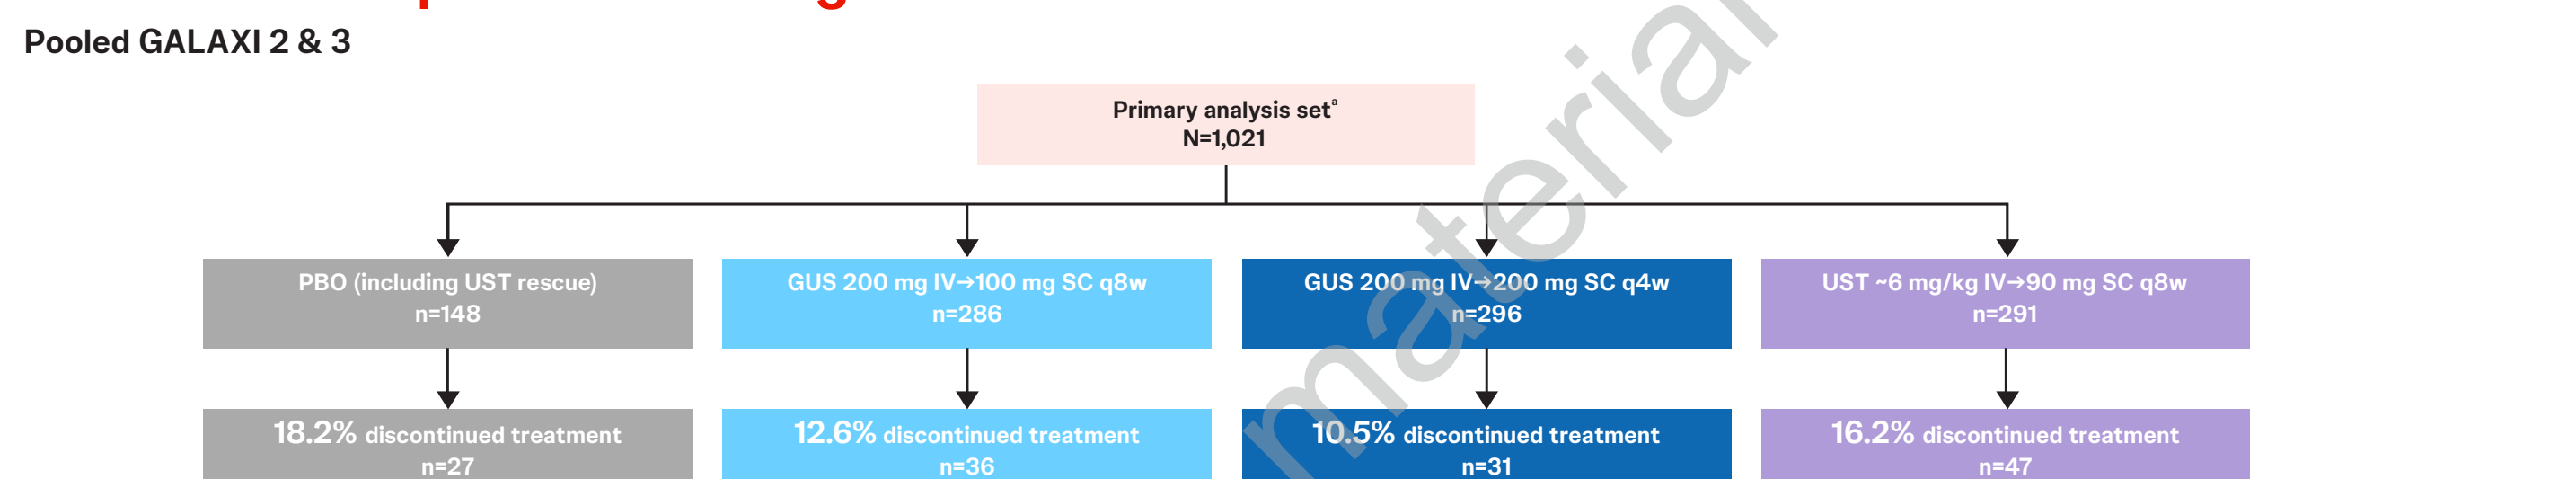 Pooled GALAXI 2 & 3
Primary analysis setᵃ
N=1,021
PBO (including UST rescue)
n=148
GUS 200 mg IV→100 mg SC q8w
n=286
GUS 200 mg IV→200 mg SC q4w
n=296
UST ~6 mg/kg IV→90 mg SC q8w
n=291
18.2% discontinued treatment
n=27
12.6% discontinued treatment
n=36
10.5% discontinued treatment
n=31
16.2% discontinued treatment
n=47
material